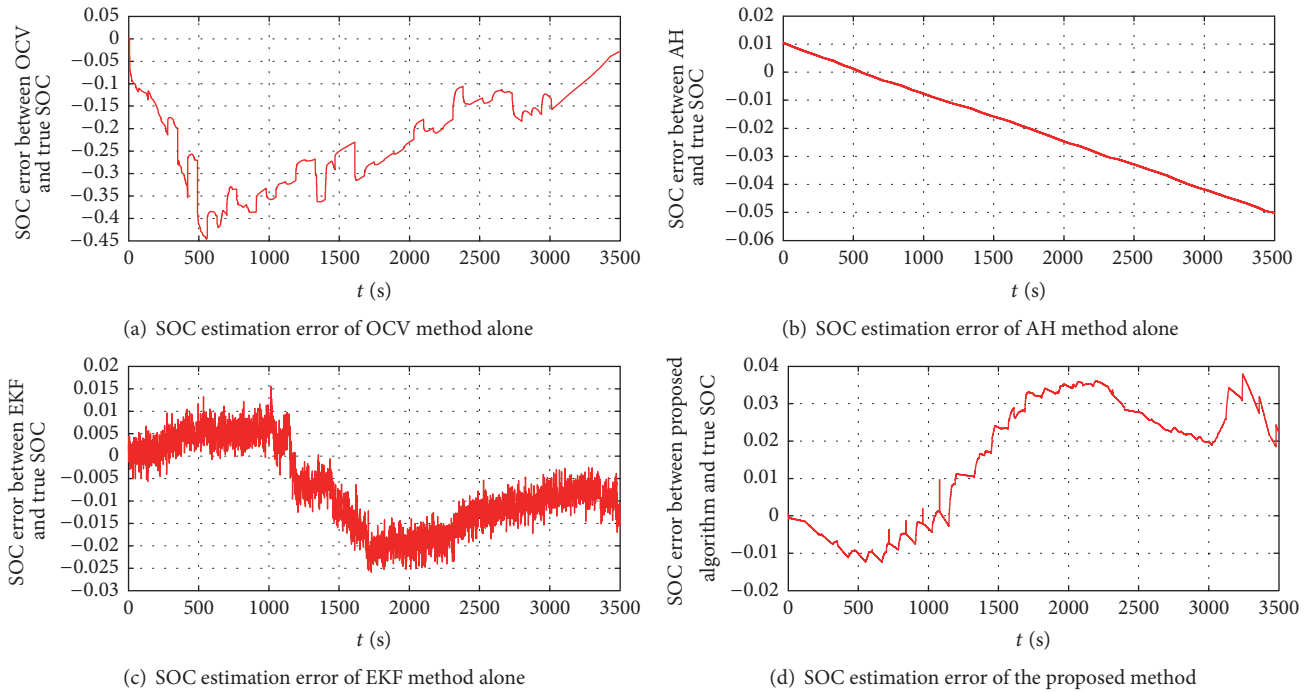 SOC error between OCV
and true SOC
0
−0.05
−0.1
−0.15
−0.2
−0.25
−0.3
−0.35
−0.4
−0.45
0 500 1000 1500 2000 2500 3000 3500
t (s)
(a) SOC estimation error of OCV method alone
SOC error between AH
and true SOC
0.02
0.01
0
−0.01
−0.02
−0.03
−0.04
−0.05
−0.06
0 500 1000 1500 2000 2500 3000 3500
t (s)
(b) SOC estimation error of AH method alone
SOC error between EKF
and true SOC
0.02
0.015
0.01
0.005
0
−0.005
−0.01
−0.015
−0.02
−0.025
−0.03
0 500 1000 1500 2000 2500 3000 3500
t (s)
(c) SOC estimation error of EKF method alone
SOC error between proposed
algorithm and true SOC
0.04
0.03
0.02
0.01
0
−0.01
−0.02
0 500 1000 1500 2000 2500 3000 3500
t (s)
(d) SOC estimation error of the proposed method